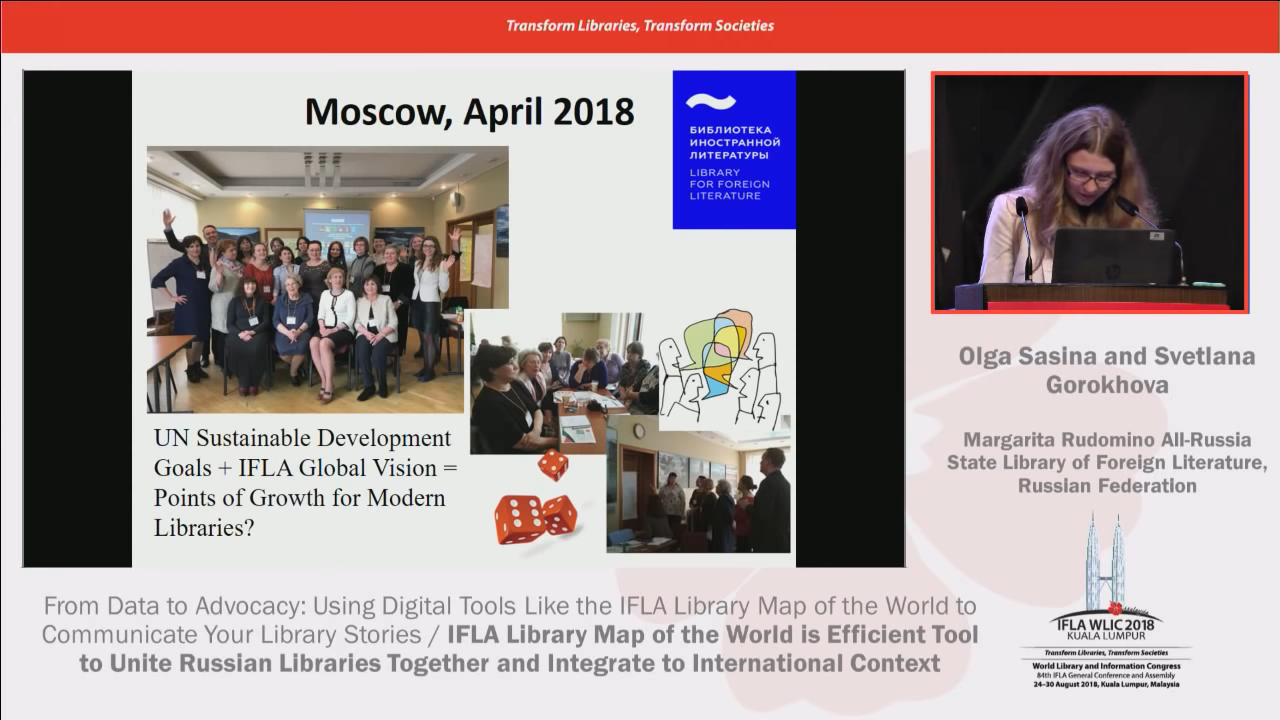 Transform Libraries, Transform Societies
Moscow, April 2018
БИБЛИОТЕКА
ИНОСТРАННОЙ
ЛИТЕРАТУРЫ
LIBRARY
FOR FOREIGN
LITERATURE
UN Sustainable Development
Goals + IFLA Global Vision =
Points of Growth for Modern
Libraries?
Olga Sasina and Svetlana
Gorokhova
Margarita Rudomino All-Russia
State Library of Foreign Literature,
Russian Federation
From Data to Advocacy: Using Digital Tools Like the IFLA Library Map of the World to
Communicate Your Library Stories / IFLA Library Map of the World is Efficient Tool
to Unite Russian Libraries Together and Integrate to International Context
Malaysia
IFLA WLIC 2018
KUALA LUMPUR
Transform Libraries, Transform Societies
World Library and Information Congress
84th IFLA General Conference and Assembly
24–30 August 2018, Kuala Lumpur, Malaysia